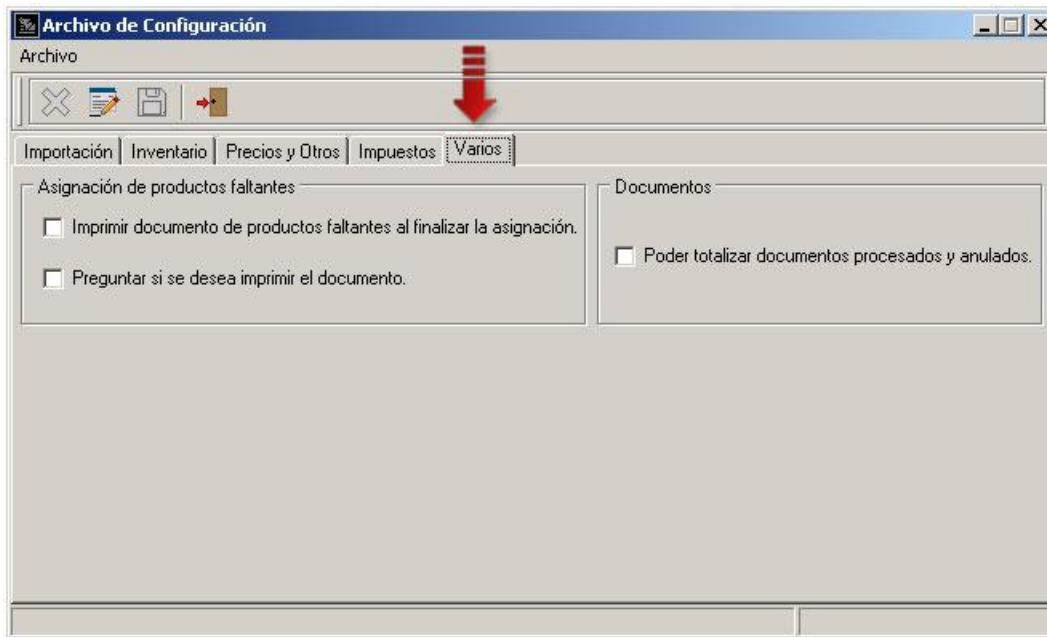 Archivo de Configuración
Archivo
Importación
Inventario
Precios y Otros
Impuestos
Varios
Asignación de productos faltantes
Imprimir documento de productos faltantes al finalizar la asignación.
Preguntar si se desea imprimir el documento.
Documentos
Poder totalizar documentos procesados y anulados.